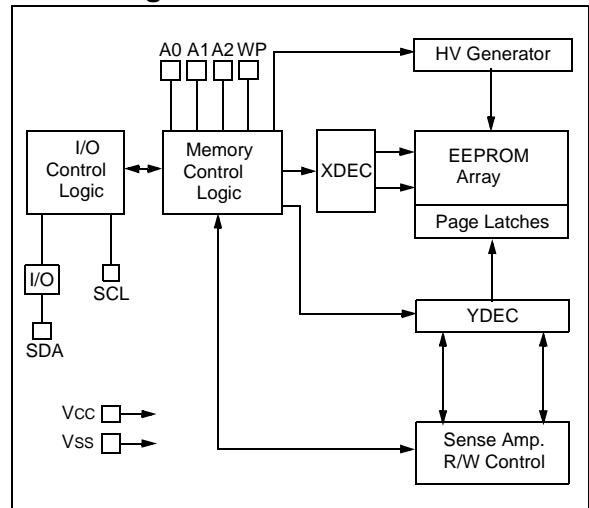 A0 A1 A2 WP
HV Generator
I/O
Control
Logic
Memory
Control
Logic
XDEC
EEPROM
Array
Page Latches
I/O
SCL
SDA
YDEC
VCC
VSS
Sense Amp.
R/W Control